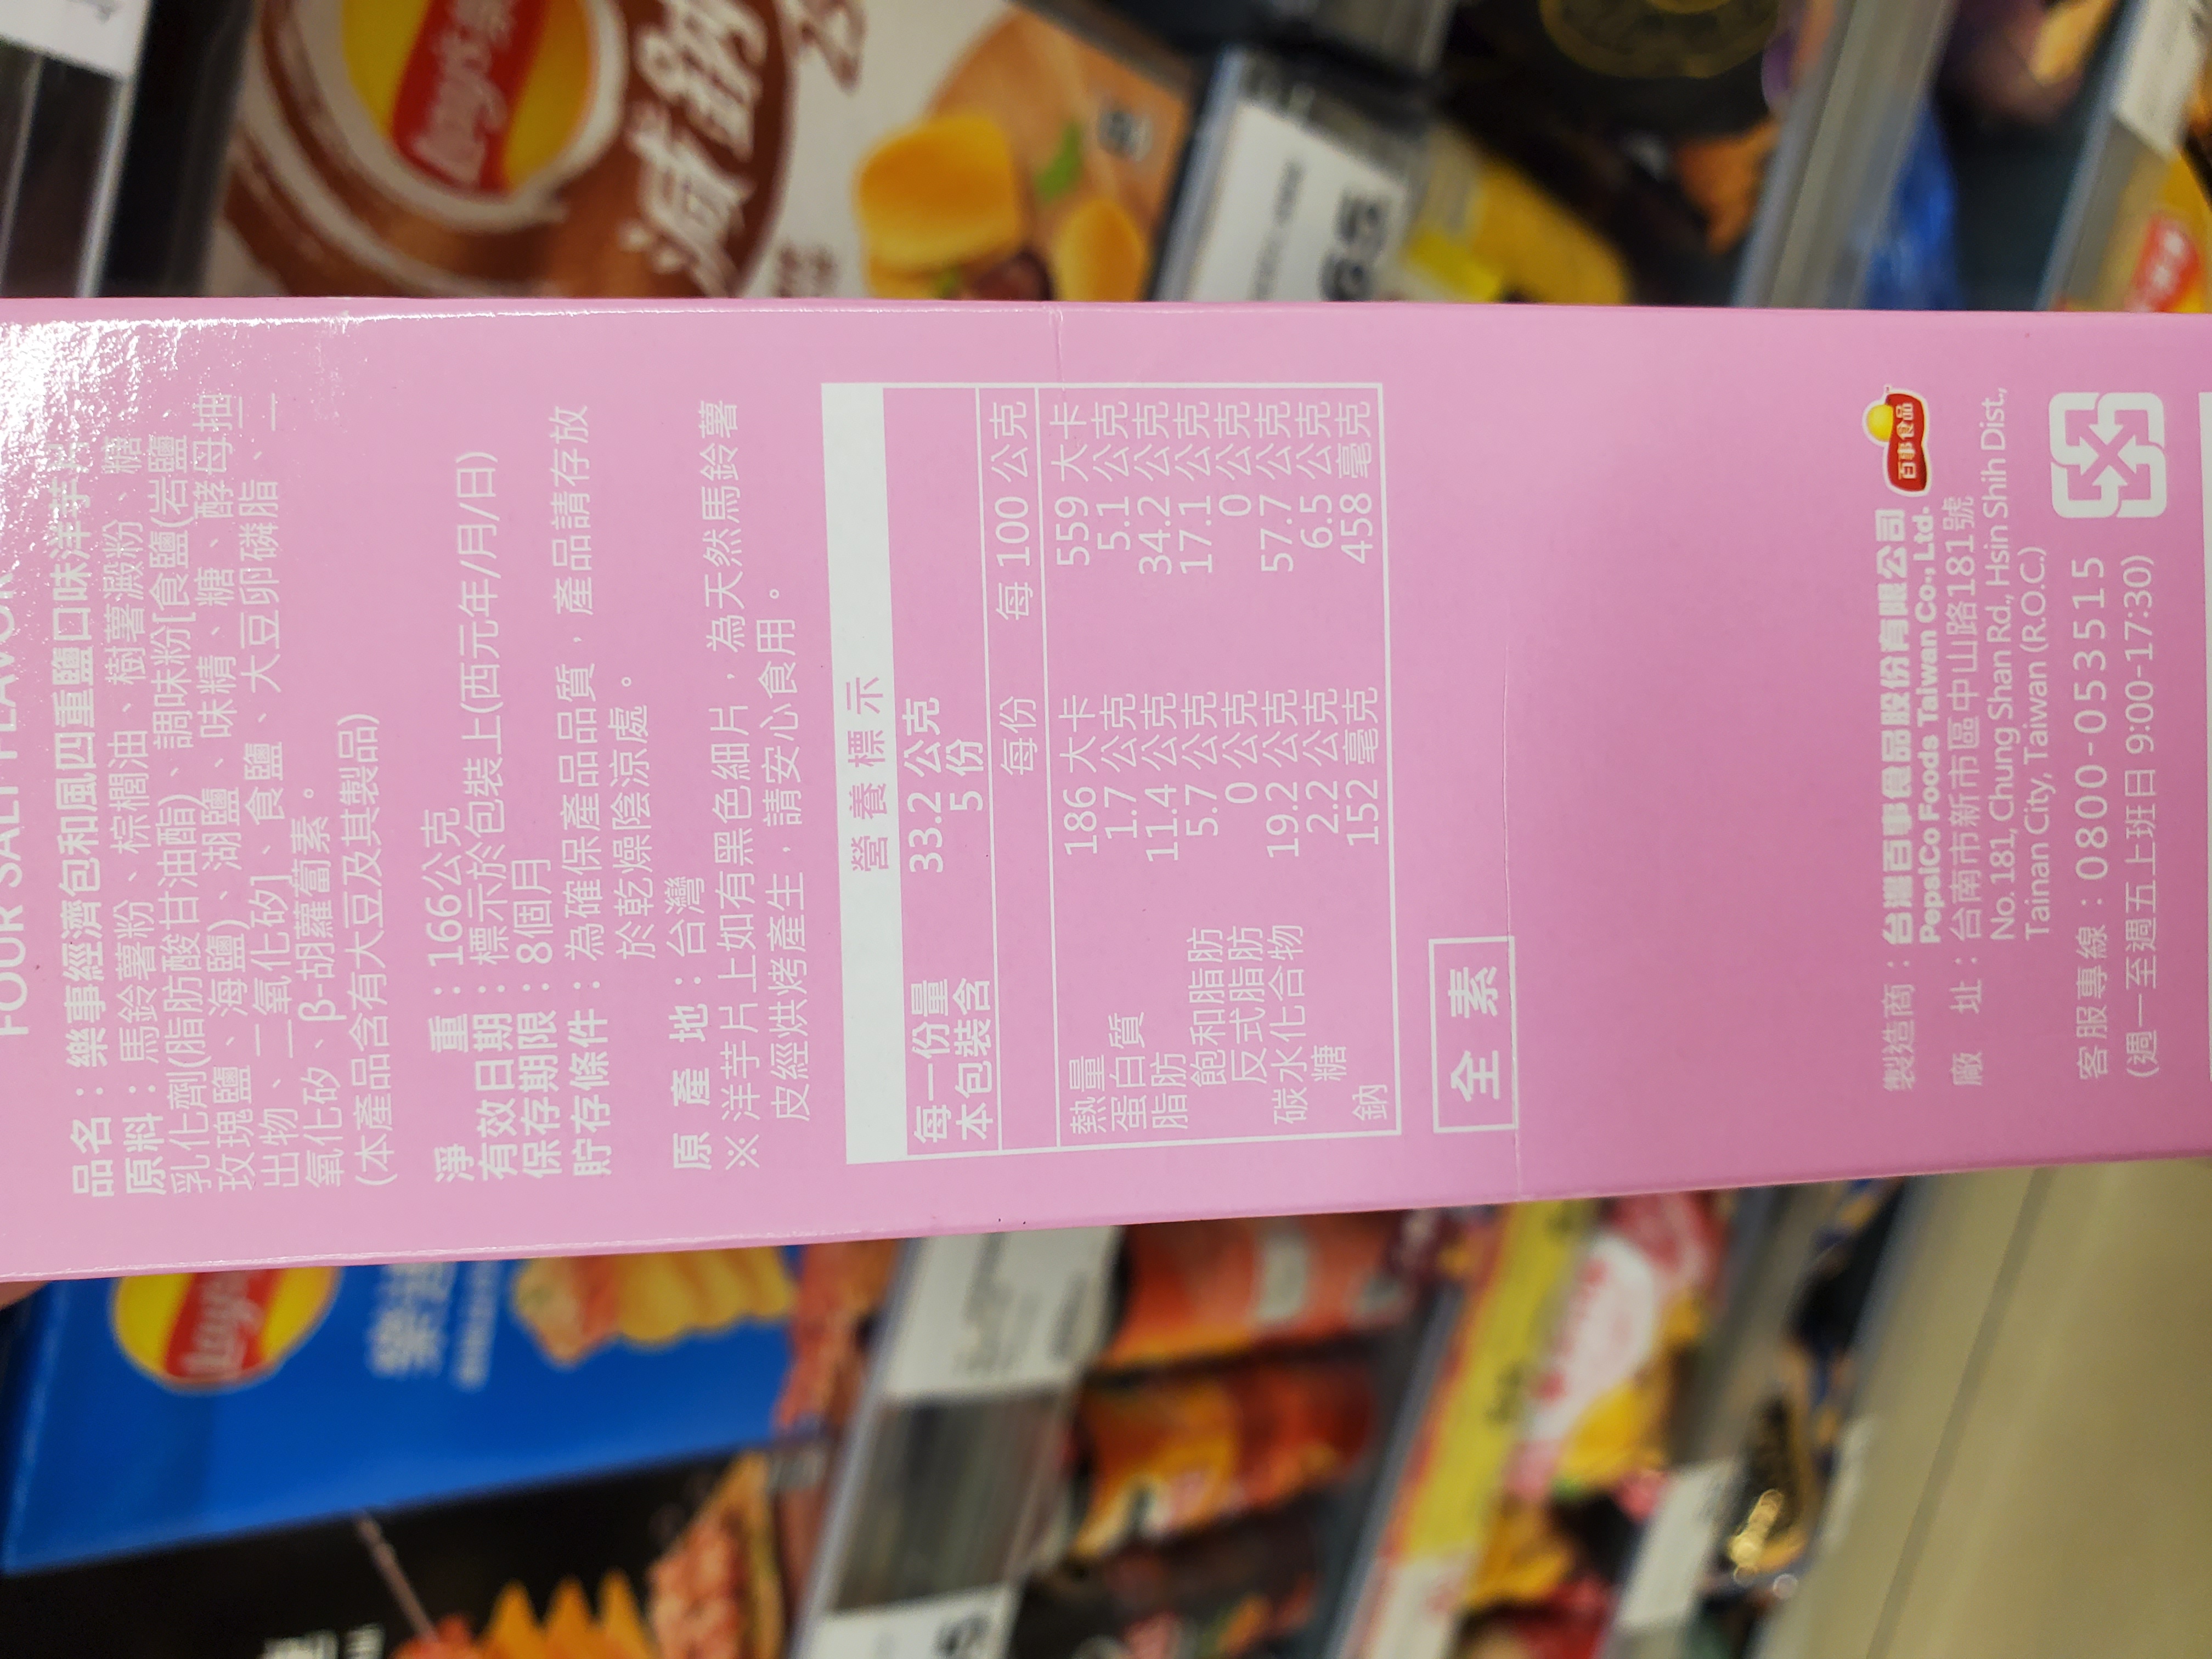 FOUR SALT FLAVOR
品名：樂事經濟包和風四重鹽口味洋芋片
原料：馬鈴薯粉、棕櫚油、樹薯澱粉、糖
乳化劑(脂肪酸甘油酯)、調味粉[食鹽(岩鹽
玫瑰鹽、海鹽)、湖鹽、味精、糖、酵母抽
出物、二氧化矽]、食鹽、大豆卵磷脂、二
氧化矽、β-胡蘿蔔素。
(本產品含有大豆及其製品)
淨重：166公克
有效日期：標示於包裝上(西元年/月/日)
保存期限：8個月
貯存條件：為確保產品品質，產品請存放
於乾燥陰涼處。
原產地：台灣
※洋芋片上如有黑色細片，為天然馬鈴薯
皮經烘烤產生，請安心食用。
營養標示
每一份量 33.2 公克
本包裝含 5 份
每份 每 100 公克
熱量 186 大卡 559 大卡
蛋白質 1.7 公克 5.1 公克
脂肪 11.4 公克 34.2 公克
飽和脂肪 5.7 公克 17.1 公克
反式脂肪 0 公克 0 公克
碳水化合物 19.2 公克 57.7 公克
糖 2.2 公克 6.5 公克
鈉 152 毫克 458 毫克
全素
製造商：台灣百事食品股份有限公司 百事食品
PepsiCo Foods Taiwan Co., Ltd.
廠址：台南市新市區中山路181號
No. 181, Chung Shan Rd., Hsin Shih Dist.,
Tainan City, Taiwan (R.O.C.)
客服專線：0800-053515
(週一至週五上班日 9:00-17:30)
Lay's
樂事
Lay's
減鈉